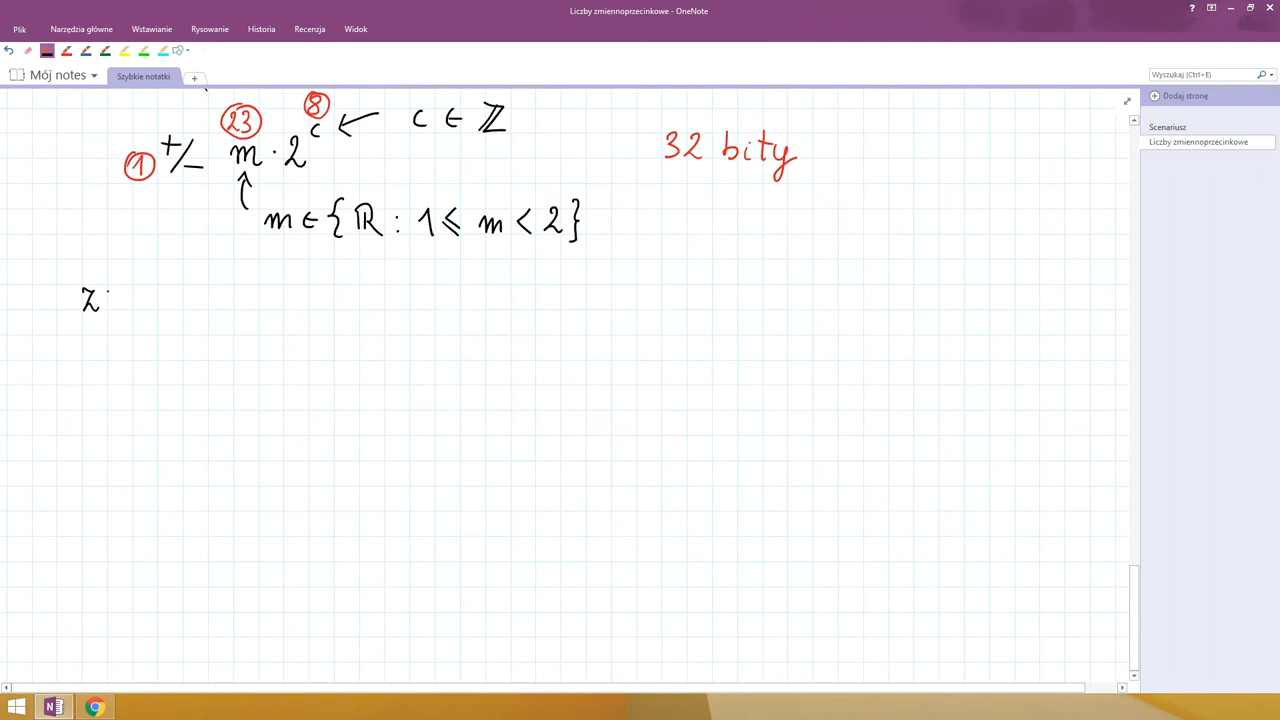 Liczby zmiennoprzecinkowe - OneNote
Plik Narzędzia główne Wstawianie Rysowanie Historia Recenzja Widok
Mój notes Szybkie notatki
Wyszukaj (Ctrl+E)
Dodaj stronę
Scenariusz
Liczby zmiennoprzecinkowe
① +/− m · 2^c ← c ∈ ℤ
23 8
32 bity
m ∈ {ℝ : 1 ⩽ m < 2}
z